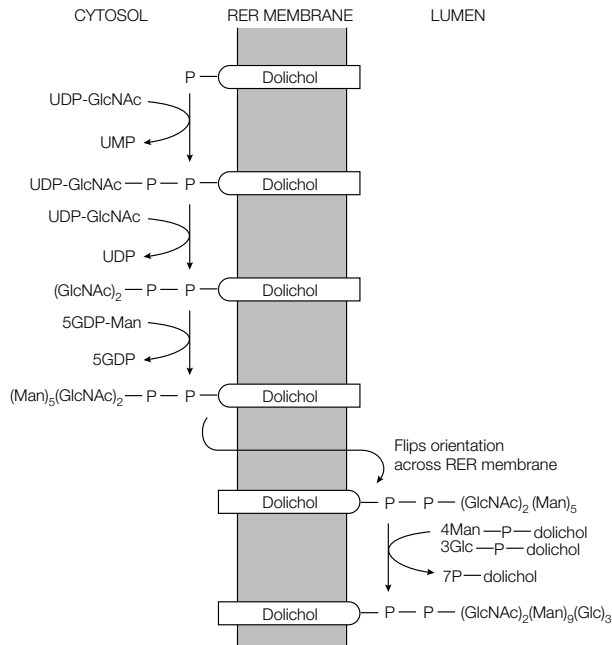 CYTOSOL RER MEMBRANE LUMEN
P — Dolichol
UDP-GlcNAc
UMP
UDP-GlcNAc — P — P — Dolichol
UDP-GlcNAc
UDP
(GlcNAc)2 — P — P — Dolichol
5GDP-Man
5GDP
(Man)5(GlcNAc)2 — P — P — Dolichol
Flips orientation
across RER membrane
Dolichol — P — P — (GlcNAc)2 (Man)5
4Man — P — dolichol
3Glc — P — dolichol
7P — dolichol
Dolichol — P — P — (GlcNAc)2(Man)9(Glc)3